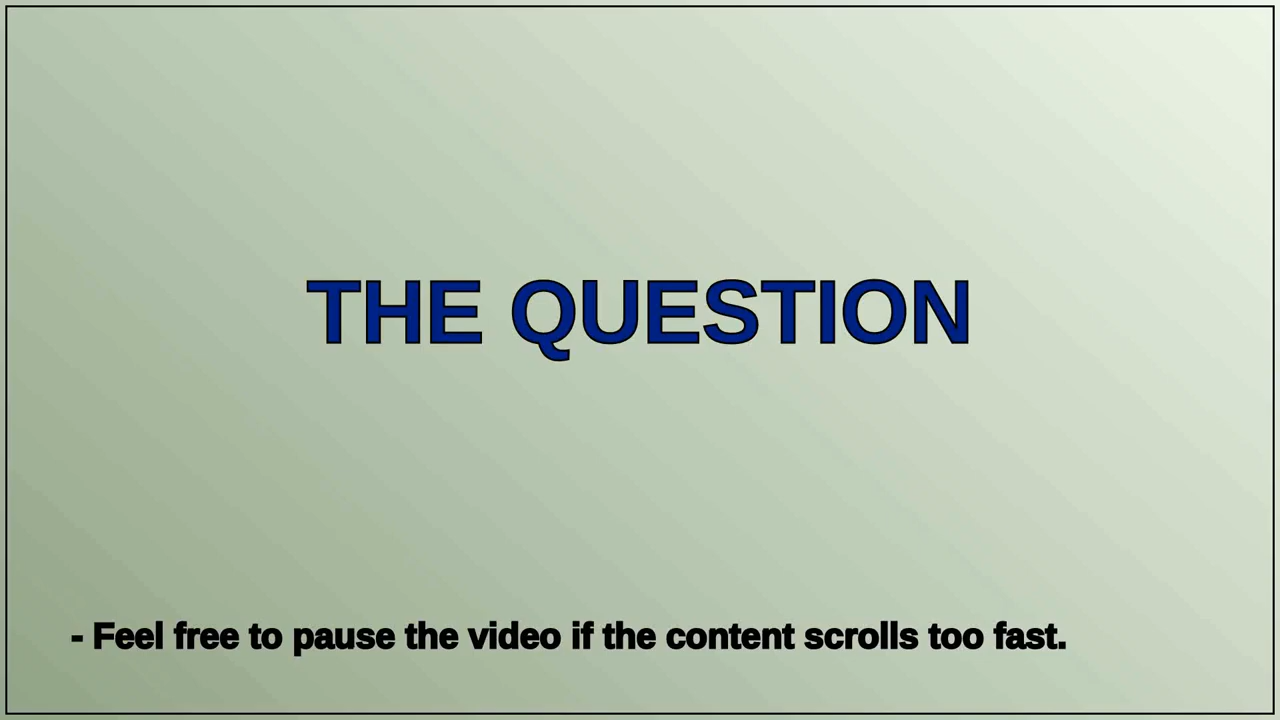 THE QUESTION
- Feel free to pause the video if the content scrolls too fast.